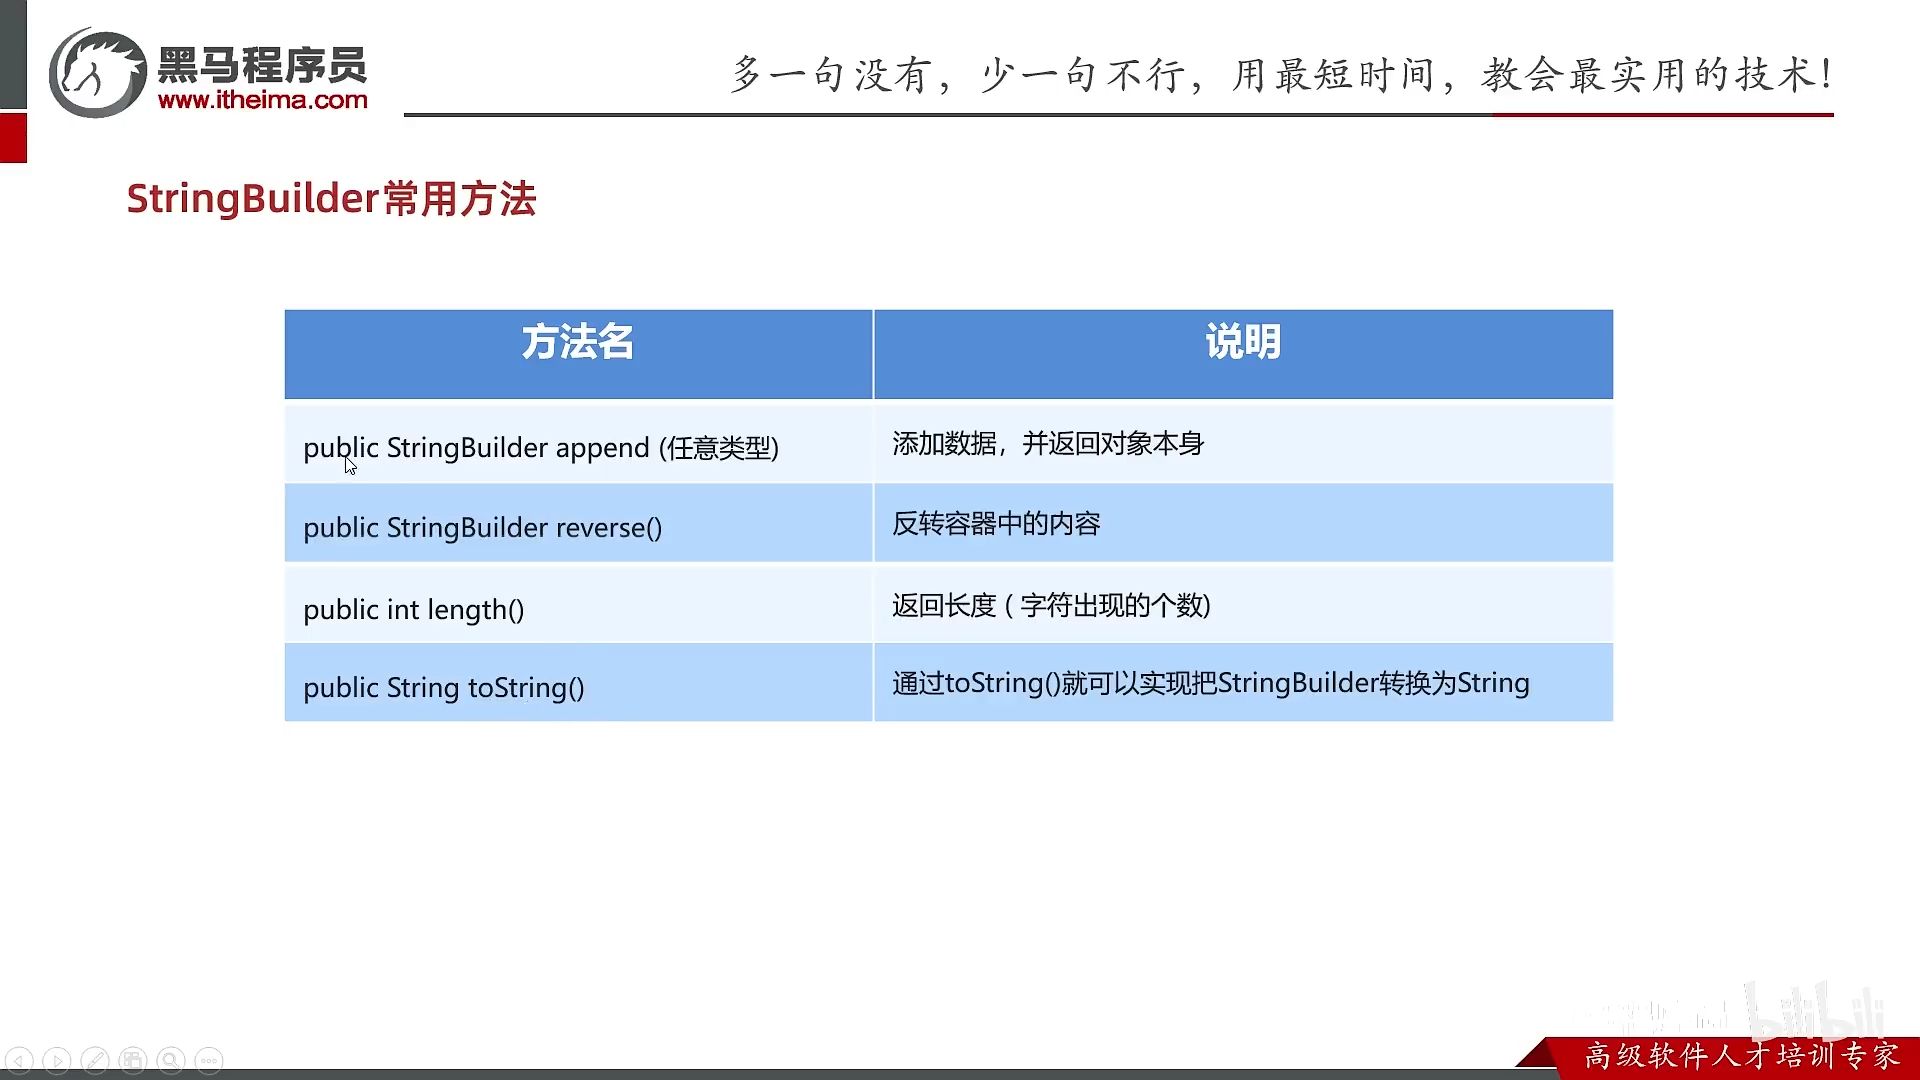 黑马程序员
www.itheima.com
多一句没有，少一句不行，用最短时间，教会最实用的技术！
StringBuilder常用方法
方法名
说明
public StringBuilder append (任意类型)
添加数据，并返回对象本身
public StringBuilder reverse()
反转容器中的内容
public int length()
返回长度 ( 字符出现的个数)
public String toString()
通过toString()就可以实现把StringBuilder转换为String
bilibili
高级软件人才培训专家